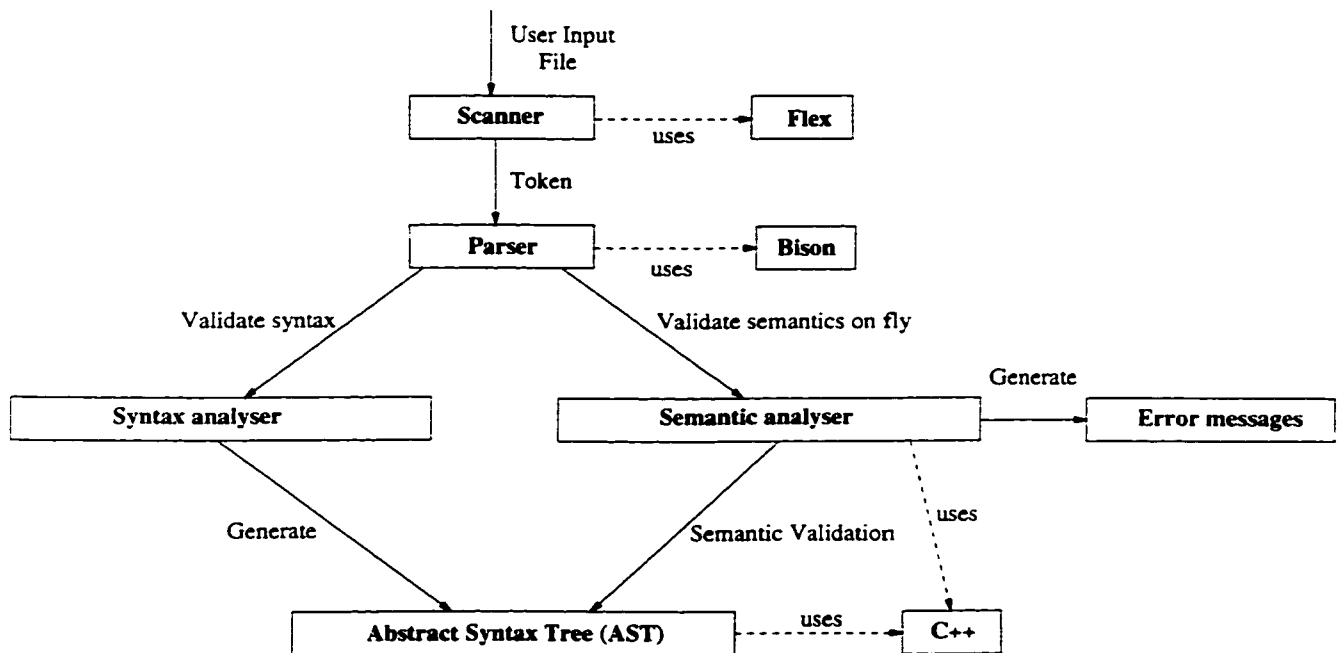 User Input
File
Scanner
uses
Flex
Token
Parser
uses
Bison
Validate syntax
Validate semantics on fly
Generate
Syntax analyser
Semantic analyser
Error messages
Generate
Semantic Validation
uses
Abstract Syntax Tree (AST)
uses
C++